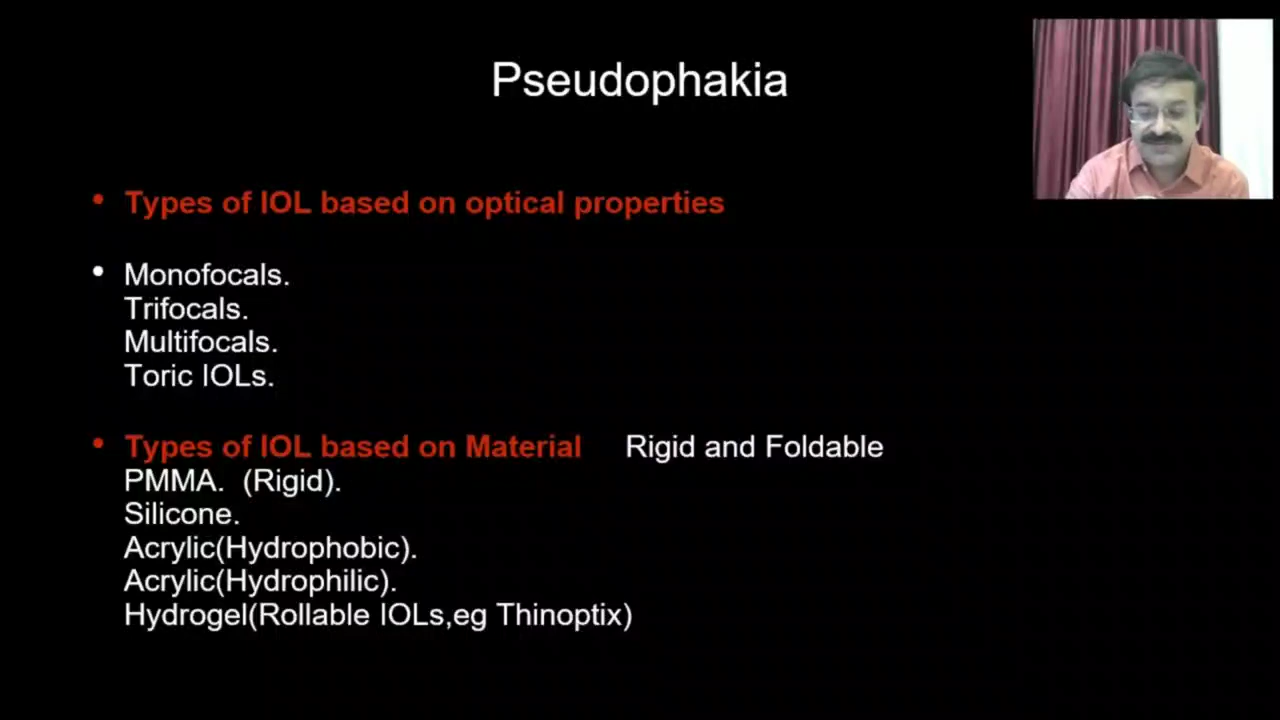 Pseudophakia
• Types of IOL based on optical properties
• Monofocals.
Trifocals.
Multifocals.
Toric IOLs.
• Types of IOL based on Material Rigid and Foldable
PMMA. (Rigid).
Silicone.
Acrylic(Hydrophobic).
Acrylic(Hydrophilic).
Hydrogel(Rollable IOLs,eg Thinoptix)